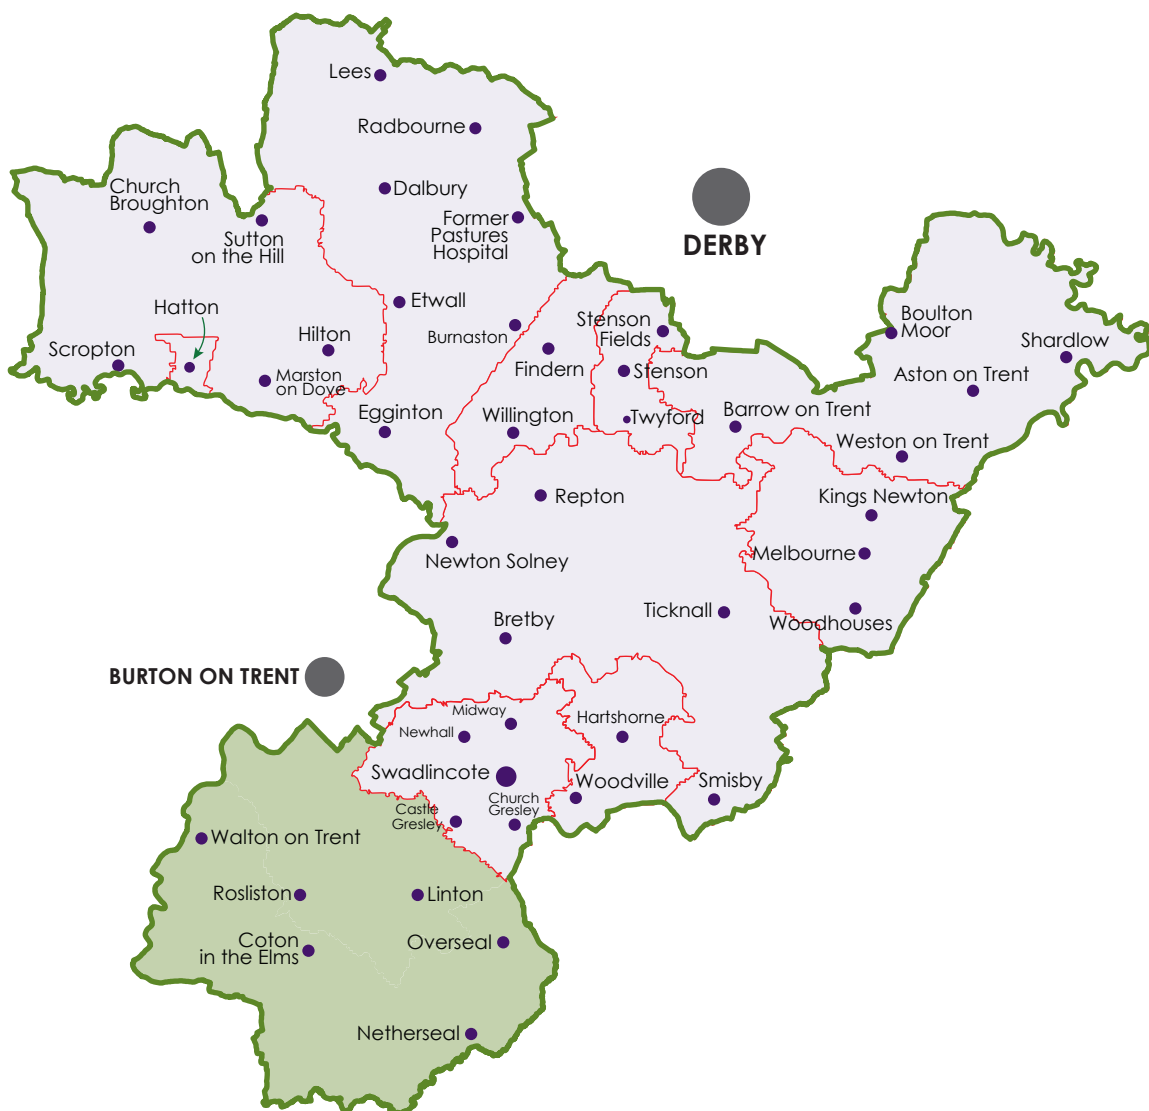 Lees
Radbourne
Dalbury
Church
Broughton
Former
Pastures
Hospital
Sutton
on the Hill
DERBY
Hatton
Etwall
Burnaston
Hilton
Scropton
Marston
on Dove
Stenson
Fields
Findern
Stenson
Boulton
Moor
Shardlow
Aston on Trent
Egginton
Willington
Twyford
Barrow on Trent
Weston on Trent
Repton
Kings Newton
Newton Solney
Melbourne
Bretby
Ticknall
Woodhouses
BURTON ON TRENT
Midway
Newhall
Hartshorne
Swadlincote
Woodville
Smisby
Castle
Gresley
Church
Gresley
Walton on Trent
Rosliston
Linton
Coton
in the Elms
Overseal
Netherseal